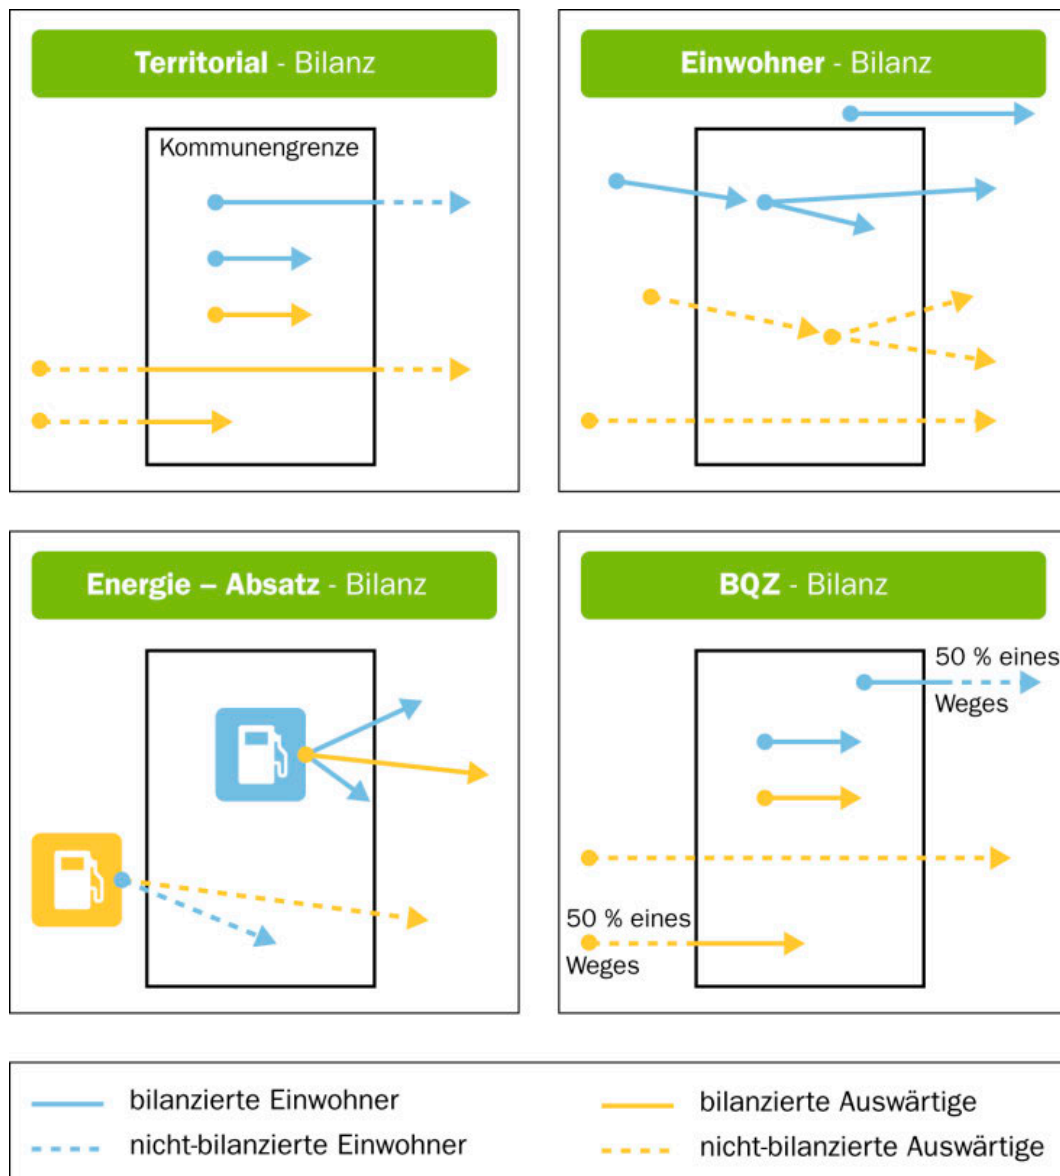 Territorial - Bilanz
Kommunengrenze
Einwohner - Bilanz
Energie – Absatz - Bilanz
BQZ - Bilanz
50 % eines
Weges
50 % eines
Weges
bilanzierte Einwohner
nicht-bilanzierte Einwohner
bilanzierte Auswärtige
nicht-bilanzierte Auswärtige